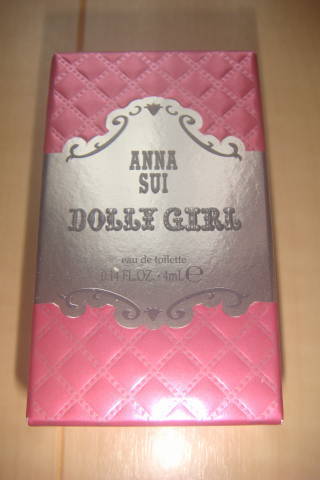 ANNA
SUI
DOLLY GIRL
eau de toilette
0.14 FL.OZ. • 4mL ℮